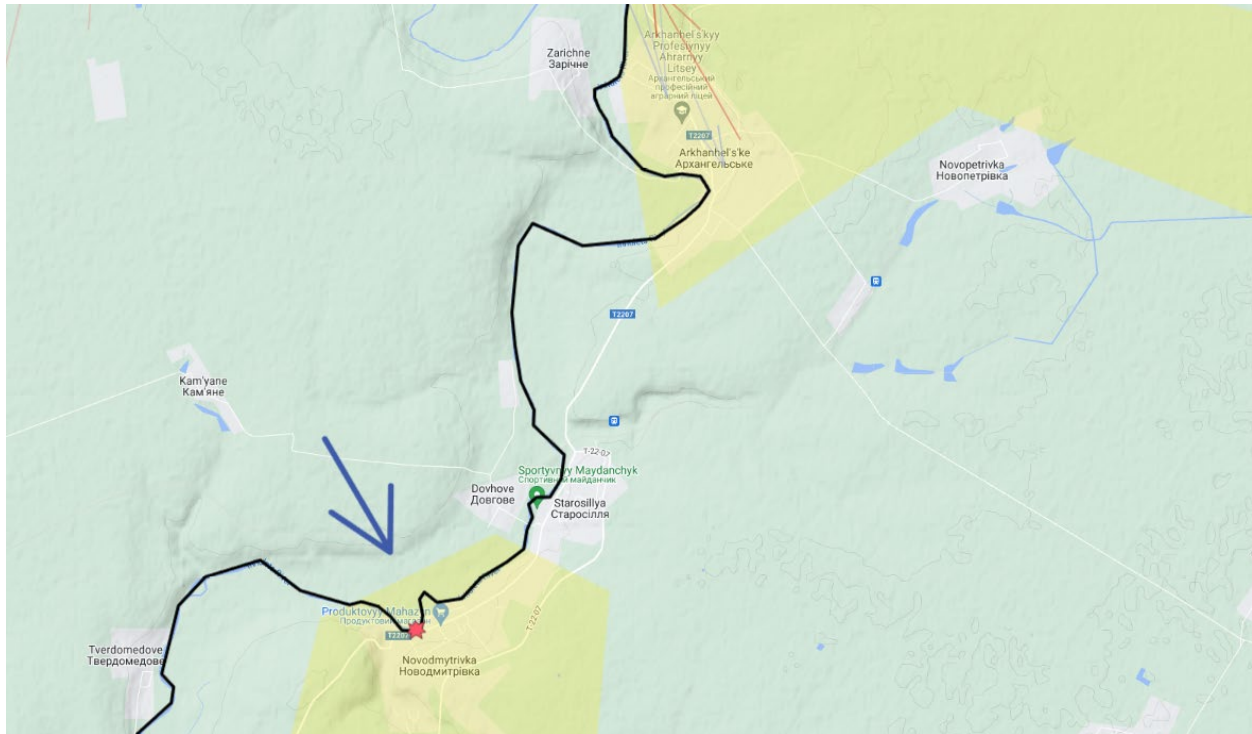 Zarichne
Зарічне
Arkhanhel's'kyy
Profesiynyy
Ahrarnyy
Litsey
Архангельський
професійний
аграрний ліцей
T2207
Arkhanhel's'ke
Архангельське
Novopetrivka
Новопетрівка
T2207
Kam'yane
Кам'яне
T-22-07
Sportyvnyy Maydanchyk
Спортивний майданчик
Dovhove
Довгове
Starosillya
Старосілля
Produktovyy Mahazyn
Продуктовий магазин
T2207
T-22-07
Tverdomedove
Твердомедове
Novodmytrivka
Новодмитрівка